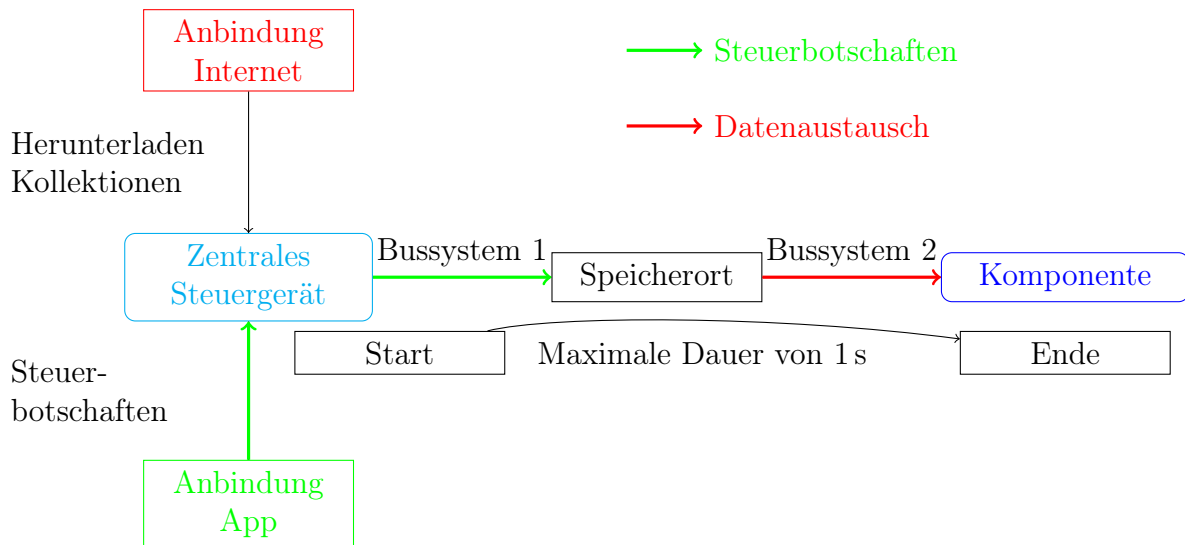 Anbindung
Internet
Steuerbotschaften
Datenaustausch
Herunterladen
Kollektionen
Zentrales
Steuergerät
Bussystem 1
Speicherort
Bussystem 2
Komponente
Start
Maximale Dauer von 1 s
Ende
Steuer-
botschaften
Anbindung
App